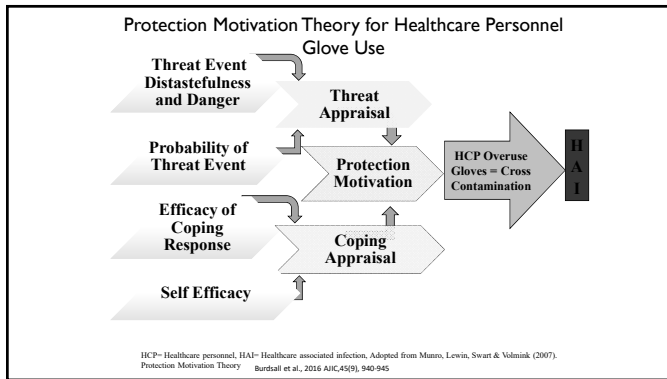 Protection Motivation Theory for Healthcare Personnel
Glove Use
Threat Event
Distastefulness
and Danger
Threat
Appraisal
Probability of
Threat Event
Protection
Motivation
HCP Overuse
Gloves = Cross
Contamination
H
A
I
Efficacy of
Coping
Response
Coping
Appraisal
Self Efficacy
HCP= Healthcare personnel, HAI= Healthcare associated infection, Adopted from Munro, Lewin, Swart & Volmink (2007).
Protection Motivation Theory Burdsall et al., 2016 AJIC,45(9), 940-945